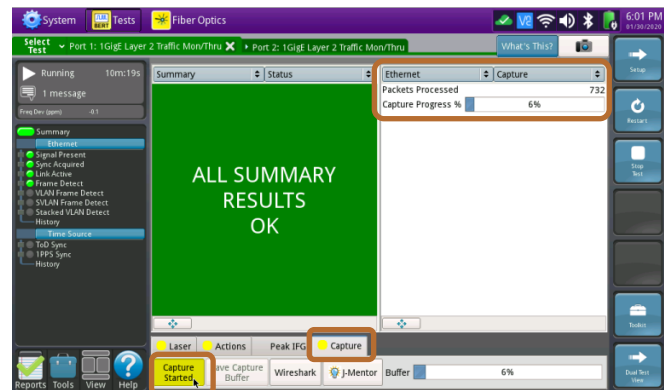 System
Tests
BERT
Fiber Optics
VE
6:01 PM
01/30/2020
Select Test
Port 1: 1GigE Layer 2 Traffic Mon/Thru
Port 2: 1GigE Layer 2 Traffic Mon/Thru
What's This?
Running 10m:19s
1 message
Freq Dev (ppm) -0.1
Summary
Ethernet
Signal Present
Sync Acquired
Link Active
Frame Detect
VLAN Frame Detect
SVLAN Frame Detect
Stacked VLAN Detect
History
Time Source
ToD Sync
1PPS Sync
History
Summary Status
ALL SUMMARY
RESULTS
OK
Ethernet Capture
Packets Processed 732
Capture Progress % 6%
Setup
Restart
Stop
Test
Toolkit
Dual Test
View
Laser Actions Peak IFG Capture
Capture
Started
ave Capture
Buffer
Wireshark
J-Mentor
Buffer 6%
Reports Tools View Help